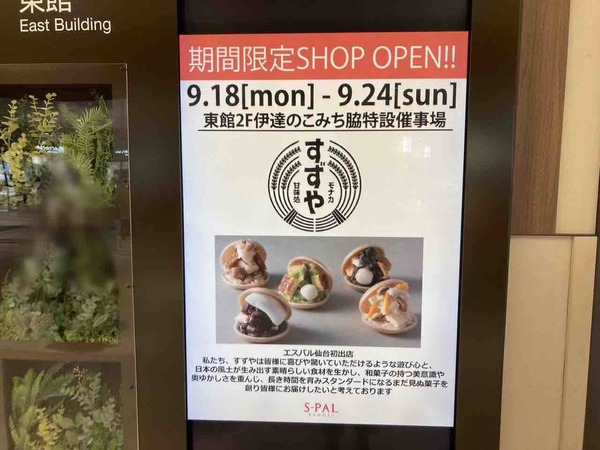 東館
East Building
期間限定SHOP OPEN!!
9.18[mon] - 9.24[sun]
東館2F伊達のこみち脇特設催事場
すずや
甘味処
モナカ
エスパル仙台初出店
私たち、すずやは皆様に喜びや驚いていただけるような遊び心と、
日本の風土が生み出す素晴らしい食材を生かし、和菓子の持つ美意識や
奥ゆかしさを重んじ、長き時間を育みスタンダードになるまだ見ぬ菓子を
創り皆様にお届けしたいと考えております
S-PAL
SENDAI